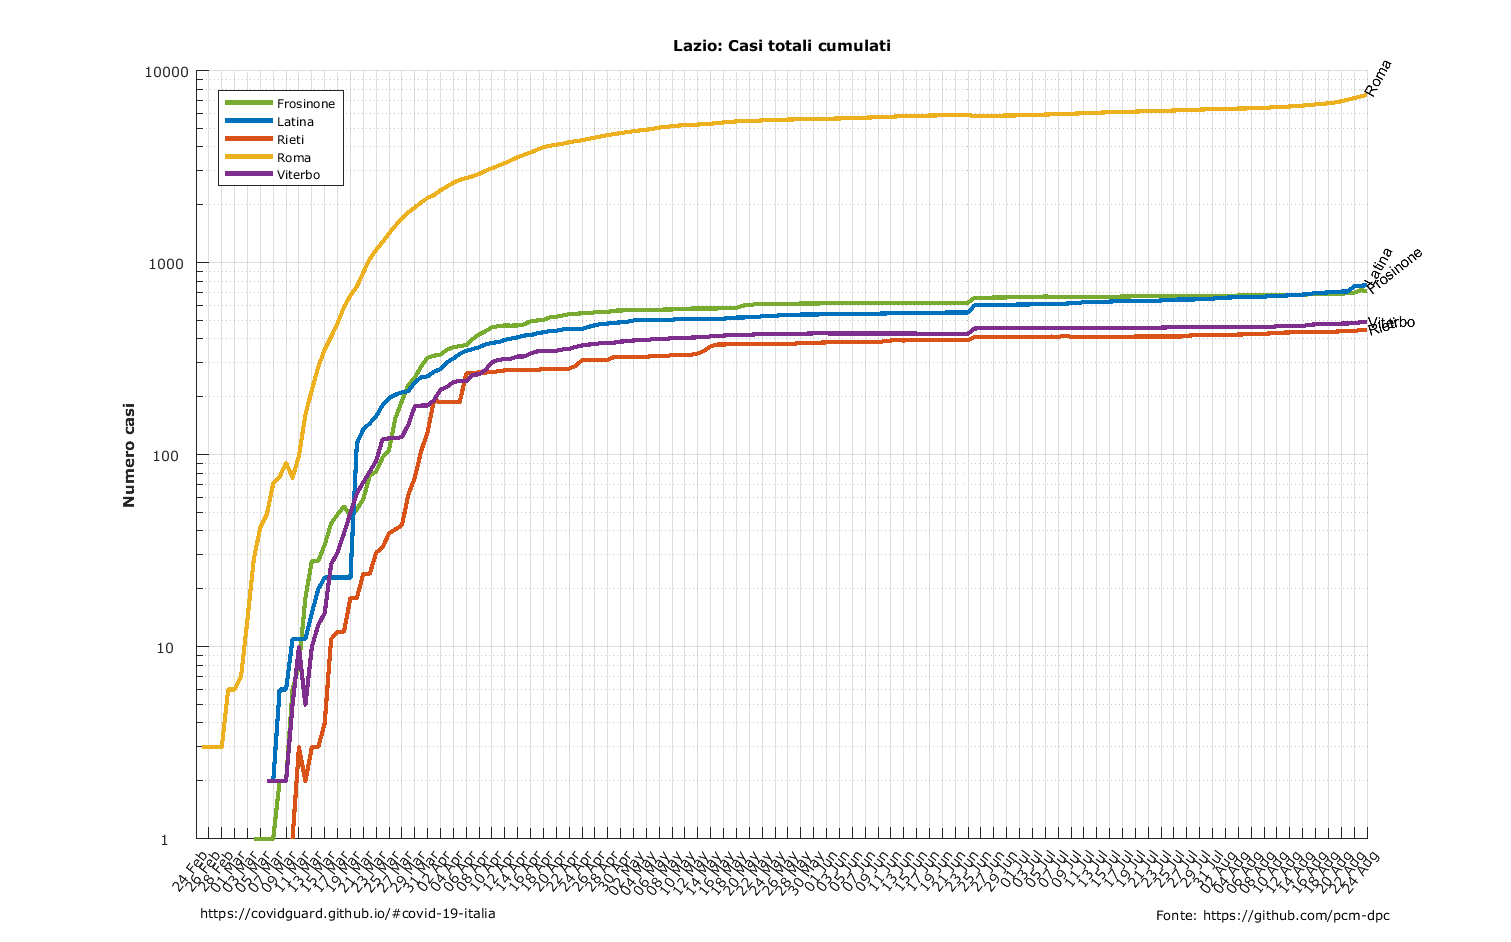 Lazio: Casi totali cumulati
10000
1000
100
10
1
Numero casi
Frosinone
Latina
Rieti
Roma
Viterbo
Roma
Latina
Frosinone
Viterbo
Rieti
24 Feb
26 Feb
28 Feb
01 Mar
03 Mar
05 Mar
07 Mar
09 Mar
11 Mar
13 Mar
15 Mar
17 Mar
19 Mar
21 Mar
23 Mar
25 Mar
27 Mar
29 Mar
31 Mar
02 Apr
04 Apr
06 Apr
08 Apr
10 Apr
12 Apr
14 Apr
16 Apr
18 Apr
20 Apr
22 Apr
24 Apr
26 Apr
28 Apr
30 Apr
02 May
04 May
06 May
08 May
10 May
12 May
14 May
16 May
18 May
20 May
22 May
24 May
26 May
28 May
30 May
01 Jun
03 Jun
05 Jun
07 Jun
09 Jun
11 Jun
13 Jun
15 Jun
17 Jun
19 Jun
21 Jun
23 Jun
25 Jun
27 Jun
29 Jun
01 Jul
03 Jul
05 Jul
07 Jul
09 Jul
11 Jul
13 Jul
15 Jul
17 Jul
19 Jul
21 Jul
23 Jul
25 Jul
27 Jul
29 Jul
31 Jul
02 Aug
04 Aug
06 Aug
08 Aug
10 Aug
12 Aug
14 Aug
16 Aug
18 Aug
20 Aug
22 Aug
24 Aug
https://covidguard.github.io/#covid-19-italia
Fonte: https://github.com/pcm-dpc